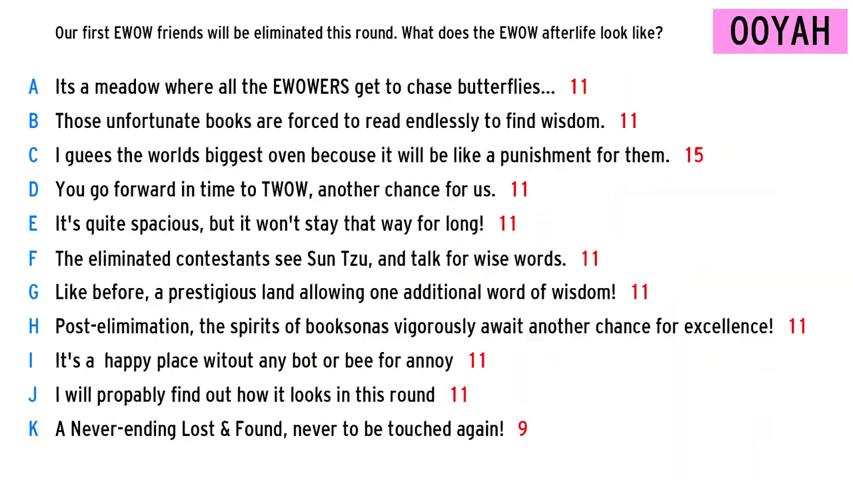 Our first EWOW friends will be eliminated this round. What does the EWOW afterlife look like?
OOYAH
A Its a meadow where all the EWOWERS get to chase butterflies... 11
B Those unfortunate books are forced to read endlessly to find wisdom. 11
C I guees the worlds biggest oven becouse it will be like a punishment for them. 15
D You go forward in time to TWOW, another chance for us. 11
E It's quite spacious, but it won't stay that way for long! 11
F The eliminated contestants see Sun Tzu, and talk for wise words. 11
G Like before, a prestigious land allowing one additional word of wisdom! 11
H Post-elimimation, the spirits of booksonas vigorously await another chance for excellence! 11
I It's a  happy place witout any bot or bee for annoy 11
J I will propably find out how it looks in this round 11
K A Never-ending Lost & Found, never to be touched again! 9